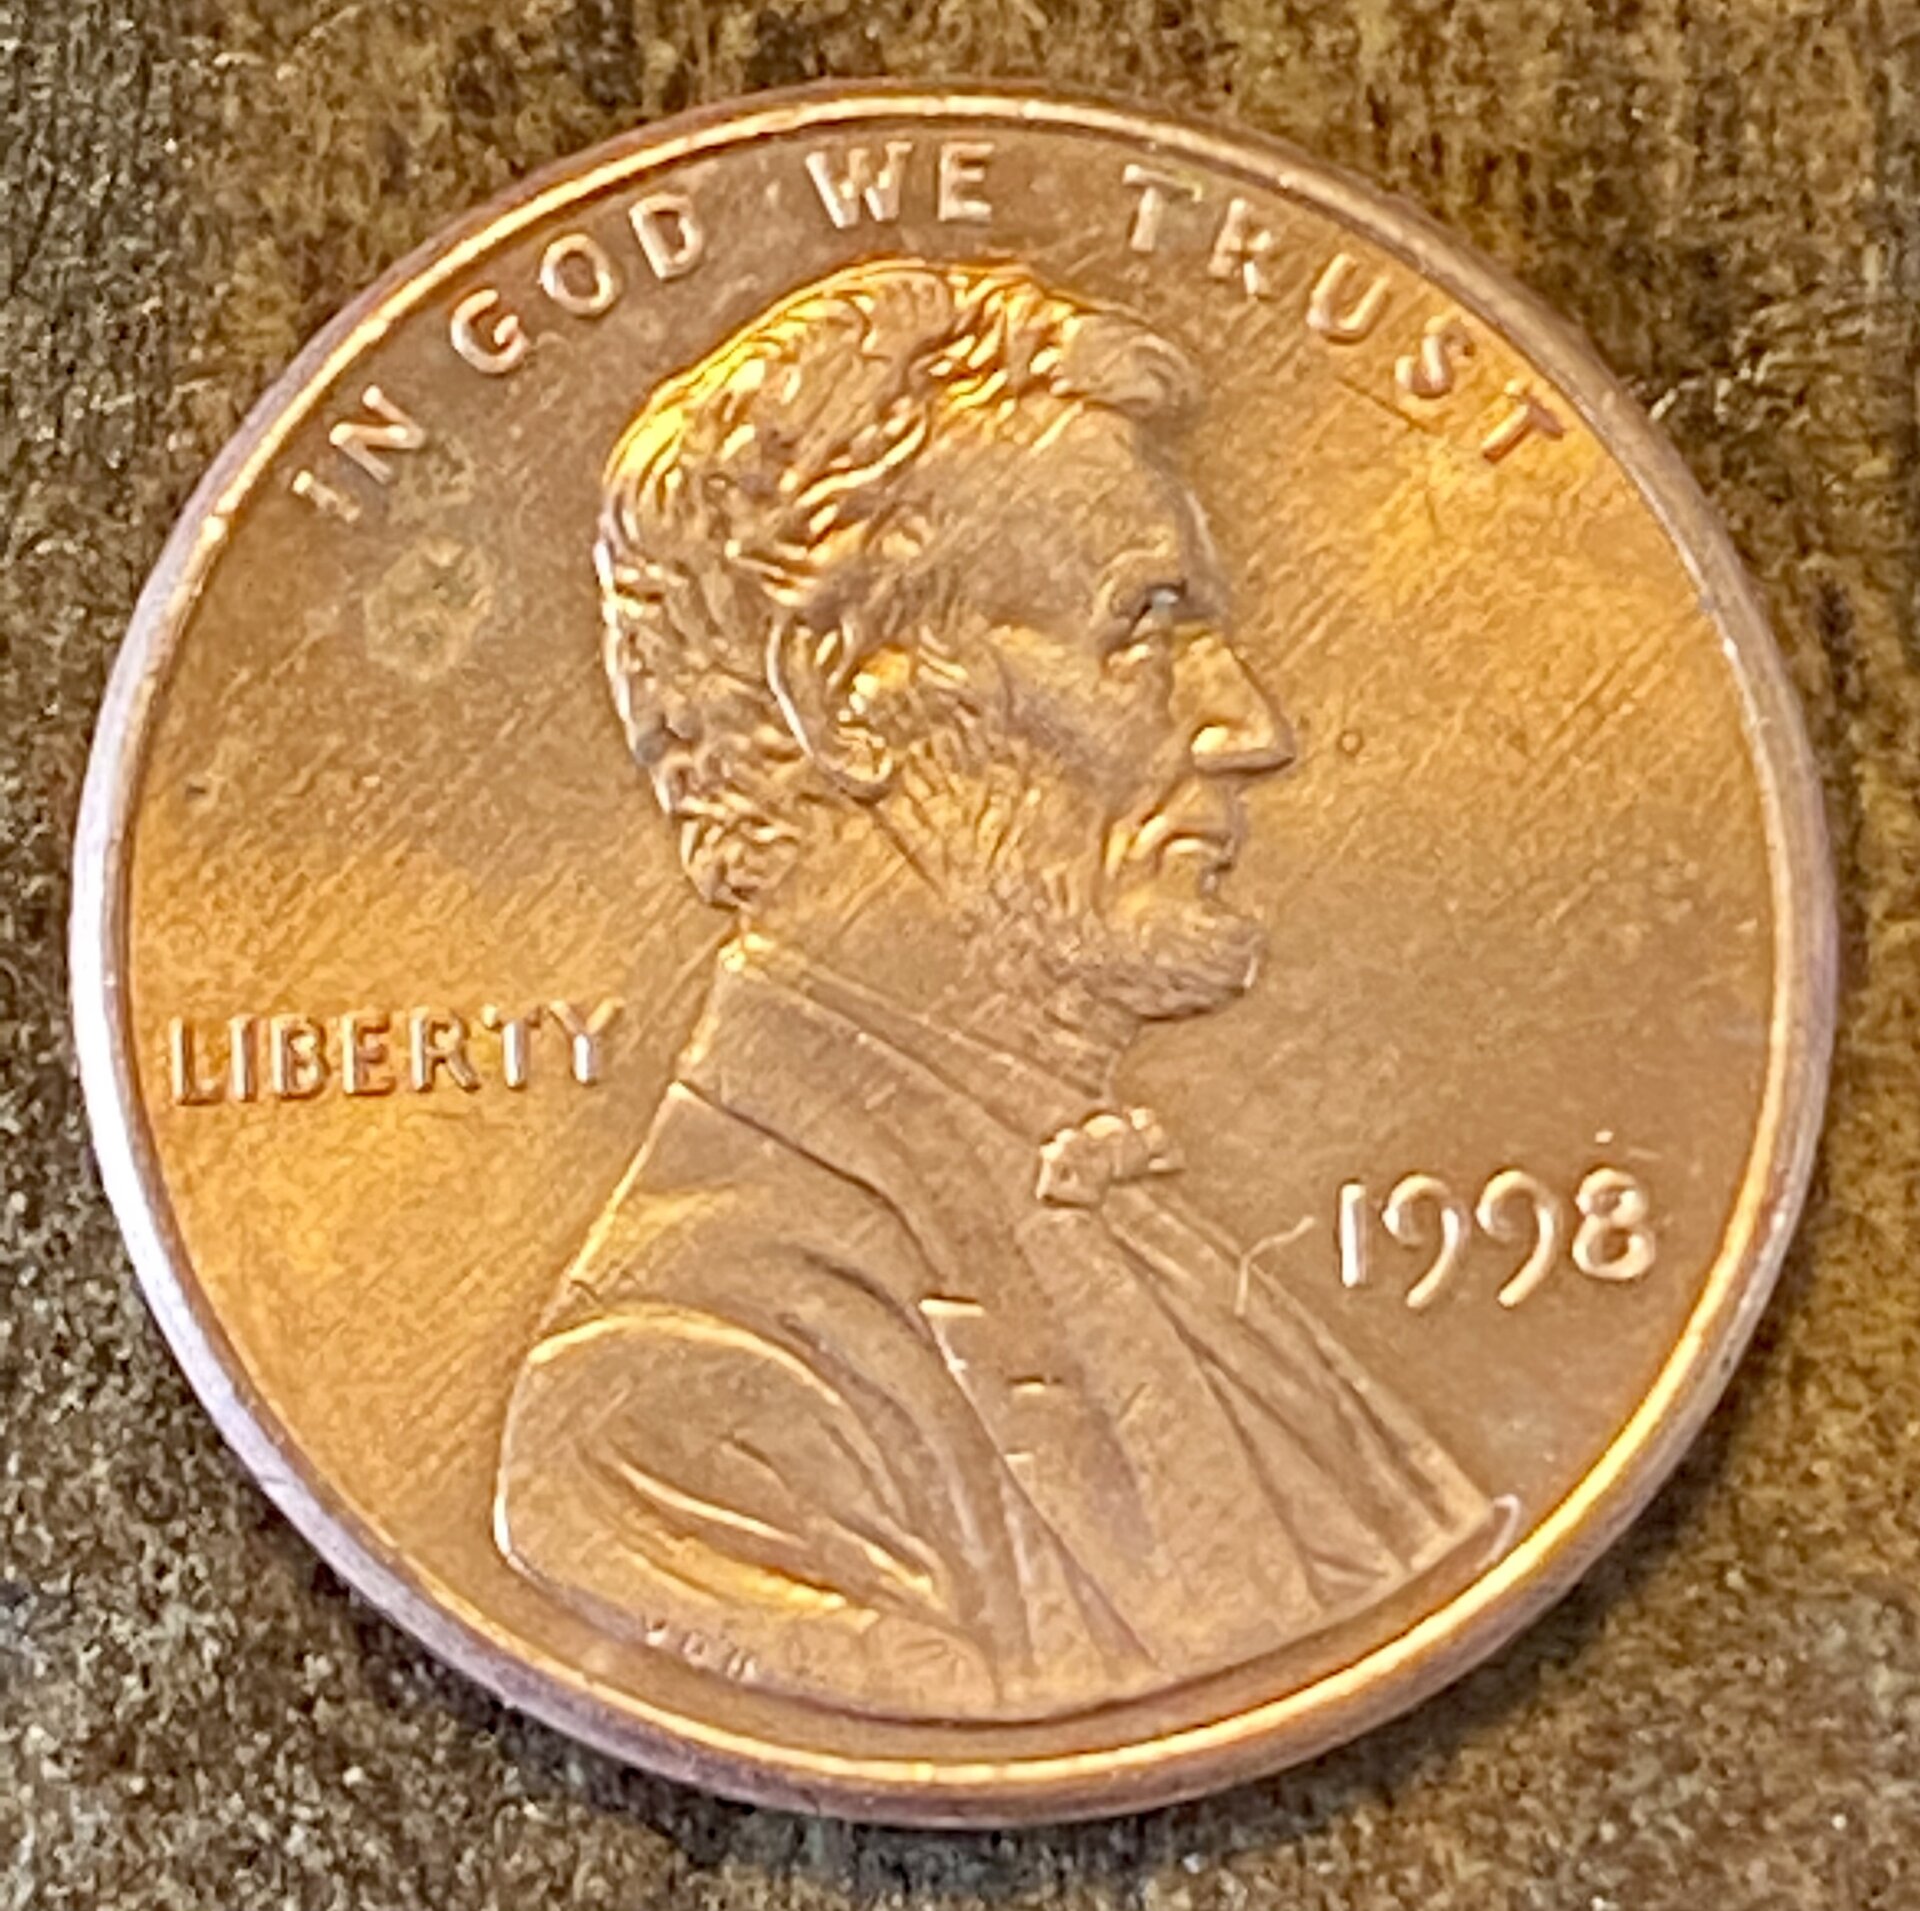 IN GOD WE TRUST
LIBERTY
1998